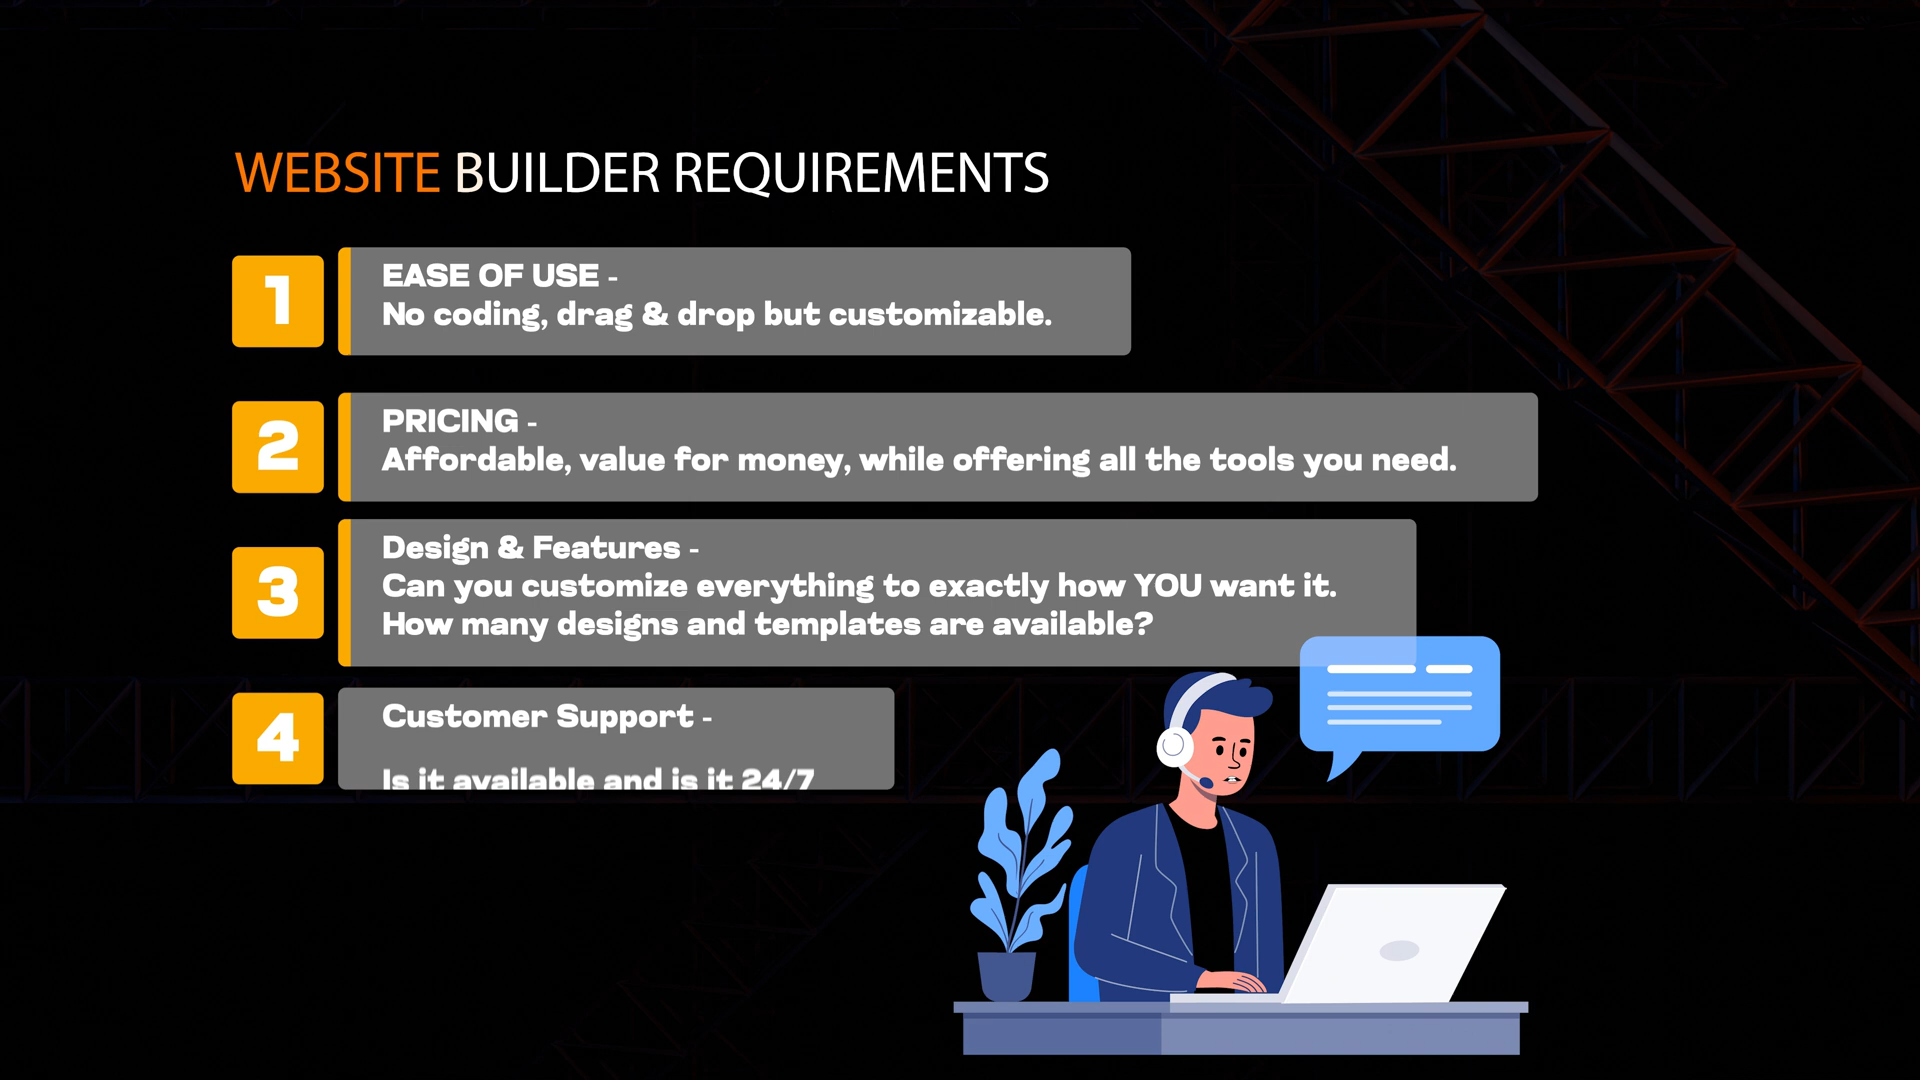 WEBSITE BUILDER REQUIREMENTS
1
EASE OF USE -
No coding, drag & drop but customizable.
2
PRICING -
Affordable, value for money, while offering all the tools you need.
3
Design & Features -
Can you customize everything to exactly how YOU want it.
How many designs and templates are available?
4
Customer Support -
Is it available and is it 24/7